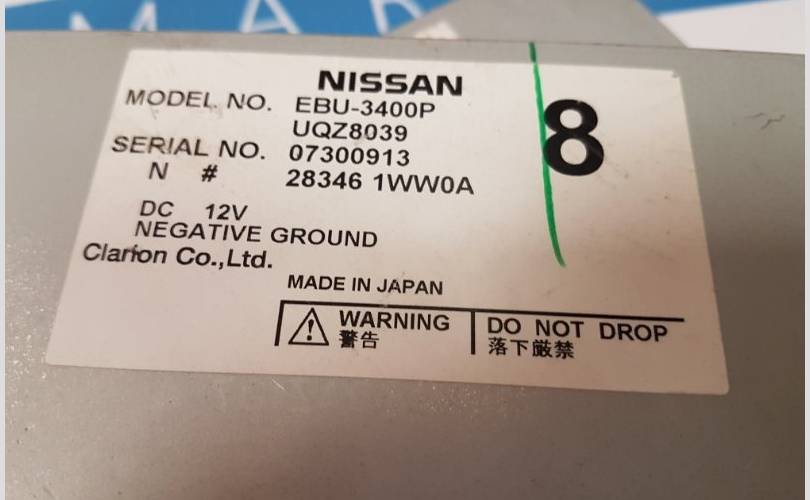 NISSAN
MODEL NO. EBU-3400P
UQZ8039
8
SERIAL NO. 07300913
N # 28346 1WW0A
DC 12V
NEGATIVE GROUND
Clarion Co.,Ltd.
MADE IN JAPAN
WARNING
警告
DO NOT DROP
落下厳禁